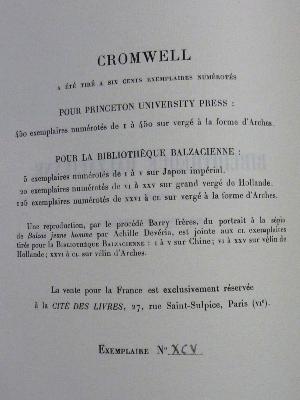 CROMWELL
A ÉTÉ TIRÉ A SIX CENTS EXEMPLAIRES NUMÉROTÉS
POUR PRINCETON UNIVERSITY PRESS :
450 exemplaires numérotés de 1 à 450 sur vergé à la forme d'Arches.
POUR LA BIBLIOTHÈQUE BALZACIENNE :
5 exemplaires numérotés de I à V sur Japon impérial.
20 exemplaires numérotés de VI à XXV sur grand vergé de Hollande.
125 exemplaires numérotés de XXVI à CL sur vergé à la forme d'Arches.
Une reproduction, par le procédé Barry frères, du portrait à la sépia
de Balzac jeune homme par Achille Devéria, est jointe aux CL exemplaires
tirés pour la BIBLIOTHÈQUE BALZACIENNE : I à V sur Chine ; VI à XXV sur vélin de
Hollande ; XXVI à CL sur vélin d'Arches.
La vente pour la France est exclusivement réservée
à la CITÉ DES LIVRES, 27, rue Saint-Sulpice, Paris (VIe).
EXEMPLAIRE No XCV